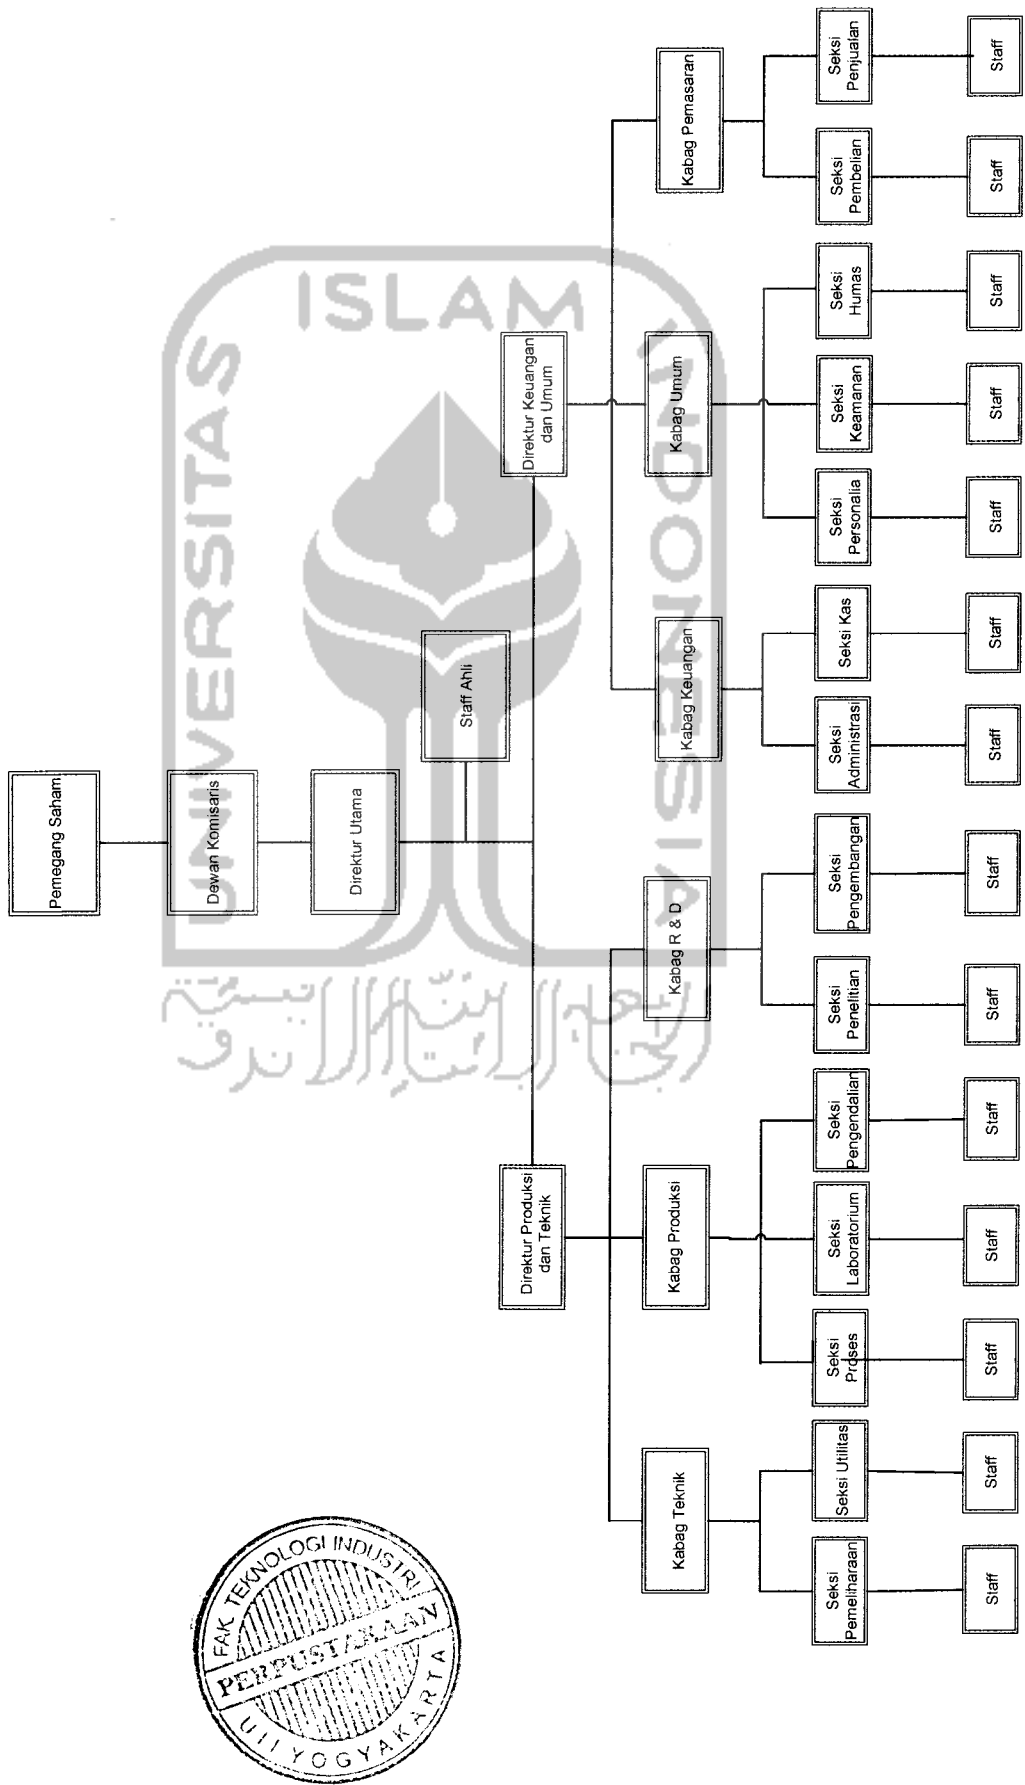 Pemegang Saham
Dewan Komisaris
Direktur Utama
Staff Ahli
Direktur Produksi
dan Teknik
Direktur Keuangan
dan Umum
Kabag Teknik
Kabag Produksi
Kabag R & D
Kabag Keuangan
Kabag Umum
Kabag Pemasaran
Seksi
Pemeliharaan
Seksi Utilitas
Seksi
Proses
Seksi
Laboratorium
Seksi
Pengendalian
Seksi
Penelitian
Seksi
Pengembangan
Seksi
Administrasi
Seksi Kas
Seksi
Personalia
Seksi
Keamanan
Seksi
Humas
Seksi
Pembelian
Seksi
Penjualan
Staff
Staff
Staff
Staff
Staff
Staff
Staff
Staff
Staff
Staff
Staff
Staff
Staff
Staff
UNIVERSITAS
ISLAM
INDONESIA
FAK. TEKNOLOGI INDUSTRI
PERPUSTAKAAN
UII YOGYAKARTA